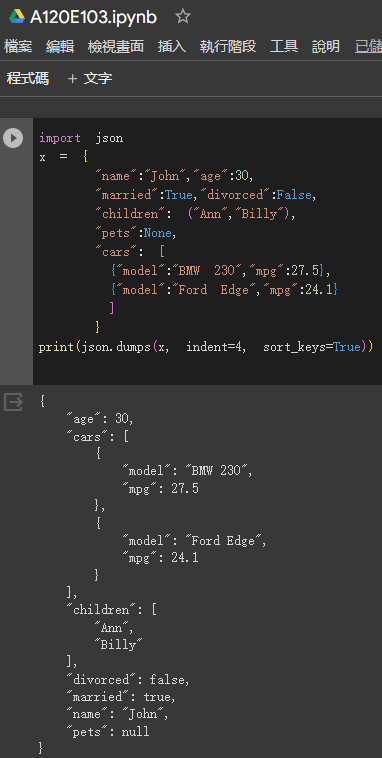 A120E103.ipynb
檔案 編輯 檢視畫面 插入 執行階段 工具 說明 已儲
程式碼 + 文字
import json
x = {
"name":"John","age":30,
"married":True,"divorced":False,
"children": ("Ann","Billy"),
"pets":None,
"cars": [
{"model":"BMW 230","mpg":27.5},
{"model":"Ford Edge","mpg":24.1}
]
}
print(json.dumps(x, indent=4, sort_keys=True))
{
"age": 30,
"cars": [
{
"model": "BMW 230",
"mpg": 27.5
},
{
"model": "Ford Edge",
"mpg": 24.1
}
],
"children": [
"Ann",
"Billy"
],
"divorced": false,
"married": true,
"name": "John",
"pets": null
}